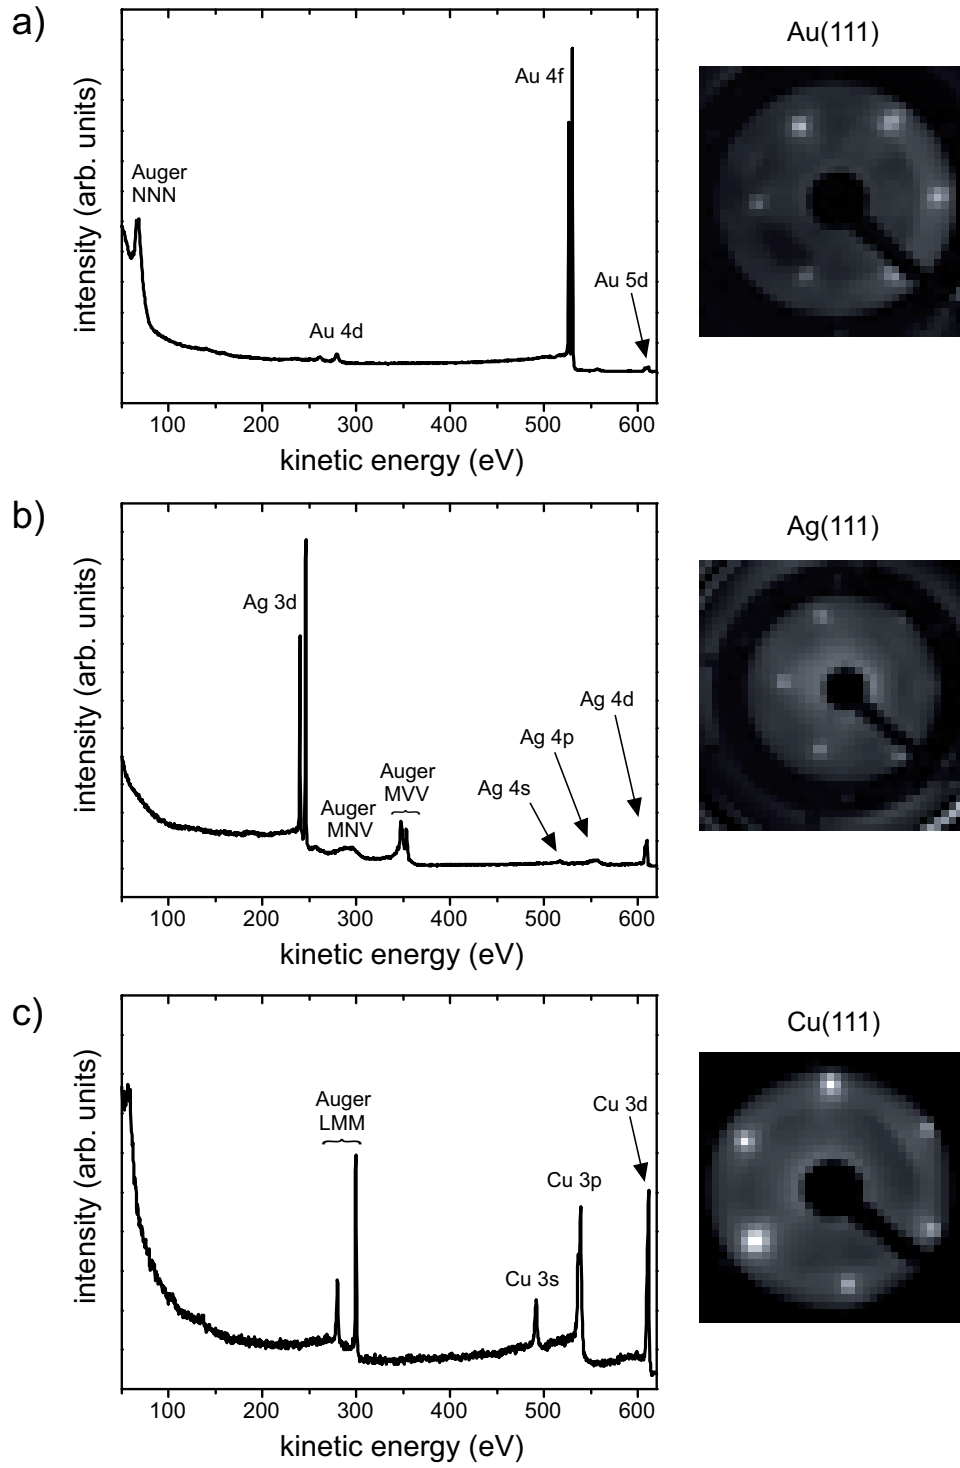 a)
Au(111)
intensity (arb. units)
Auger
NNN
Au 4d
Au 4f
Au 5d
100 200 300 400 500 600
kinetic energy (eV)
b)
Ag(111)
intensity (arb. units)
Ag 3d
Auger
MNV
Auger
MVV
Ag 4s
Ag 4p
Ag 4d
100 200 300 400 500 600
kinetic energy (eV)
c)
Cu(111)
intensity (arb. units)
Auger
LMM
Cu 3s
Cu 3p
Cu 3d
100 200 300 400 500 600
kinetic energy (eV)